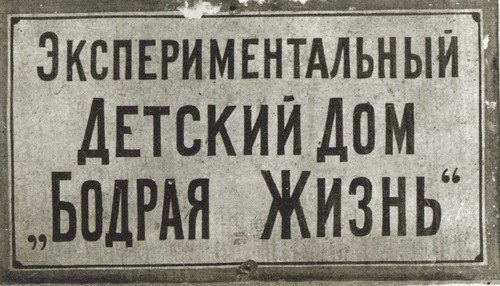 ЭКСПЕРИМЕНТАЛЬНЫЙ
ДЕТСКИЙ ДОМ
„БОДРАЯ ЖИЗНЬ“